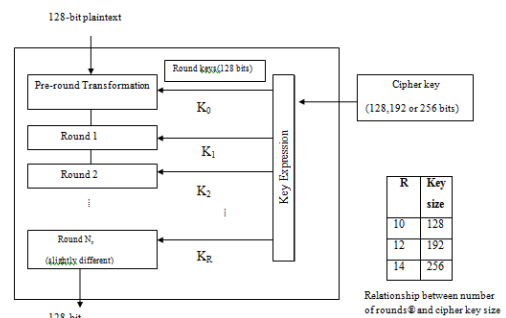 128-bit plaintext
Round keys(128 bits)
Pre-round Transformation
Cipher key
(128,192 or 256 bits)
K0
Round 1
K1
Round 2
K2
Key Expression
Round Nr
(slightly different)
KR
R Key size
10 128
12 192
14 256
Relationship between number
of rounds® and cipher key size
128-bit